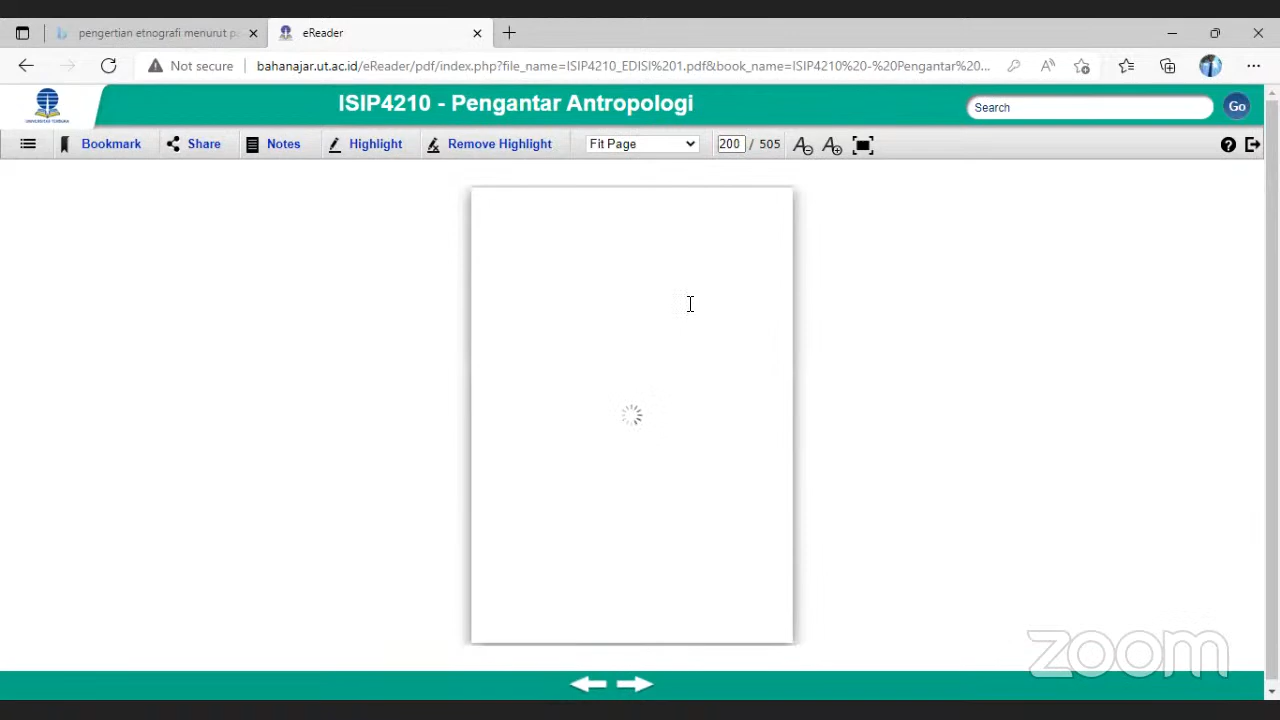 pengertian etnografi menurut pa
eReader
Not secure
bahanajar.ut.ac.id/eReader/pdf/index.php?file_name=ISIP4210_EDISI%201.pdf&book_name=ISIP4210%20-%20Pengantar%20...
ISIP4210 - Pengantar Antropologi
Search
Go
Bookmark
Share
Notes
Highlight
Remove Highlight
Fit Page
200 / 505
zoom